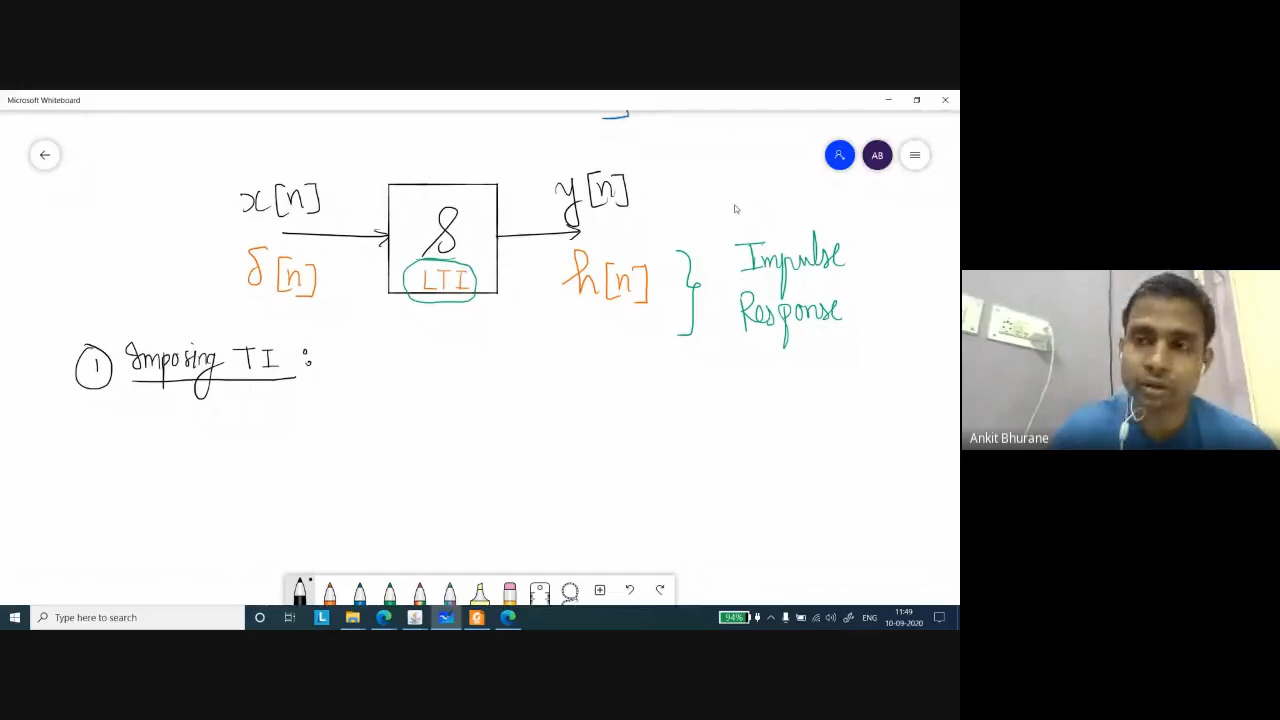 Microsoft Whiteboard
AB
x[n]
S
y[n]
δ[n]
LTI
h[n]
Impulse
Response
1 Imposing TI :
Ankit Bhurane
Type here to search
L
94%
ENG
11:49
10-09-2020